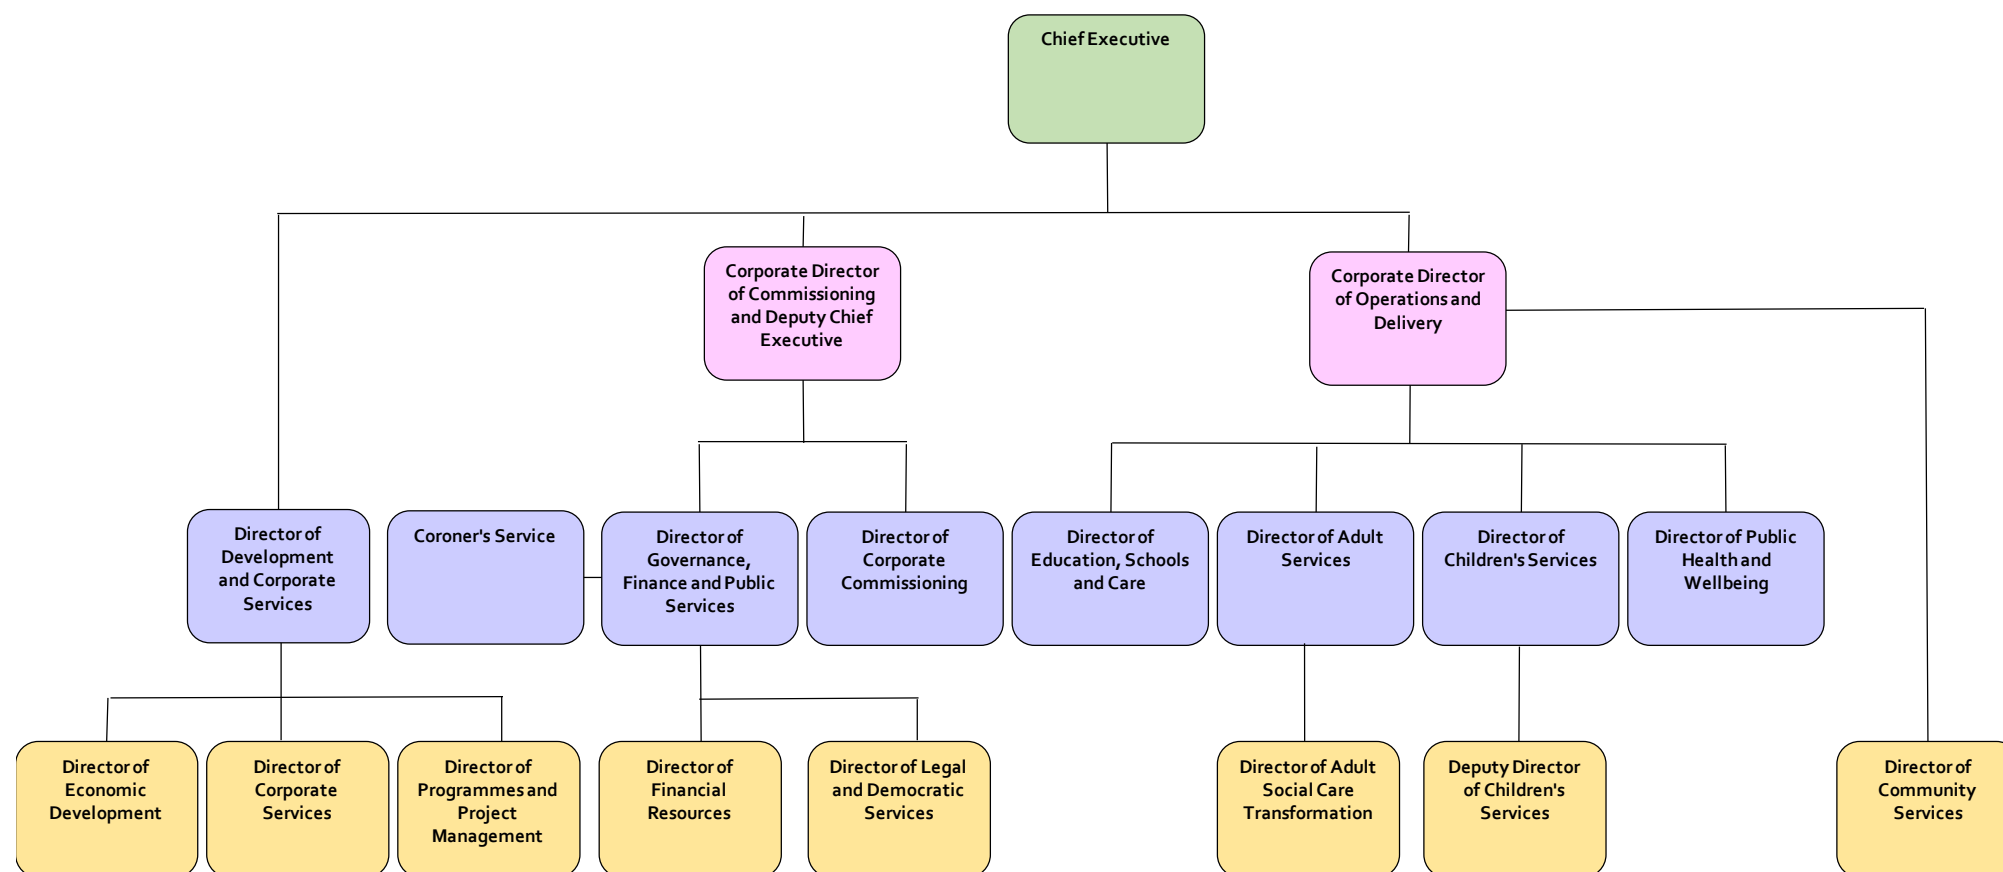 Chief Executive
Corporate Director
of Commissioning
and Deputy Chief
Executive
Corporate Director
of Operations and
Delivery
Director of
Development
and Corporate
Services
Coroner's Service
Director of
Governance,
Finance and Public
Services
Director of
Corporate
Commissioning
Director of
Education, Schools
and Care
Director of Adult
Services
Director of
Children's Services
Director of Public
Health and
Wellbeing
Director of
Economic
Development
Director of
Corporate
Services
Director of
Programmes and
Project
Management
Director of
Financial
Resources
Director of Legal
and Democratic
Services
Director of Adult
Social Care
Transformation
Deputy Director
of Children's
Services
Director of
Community
Services